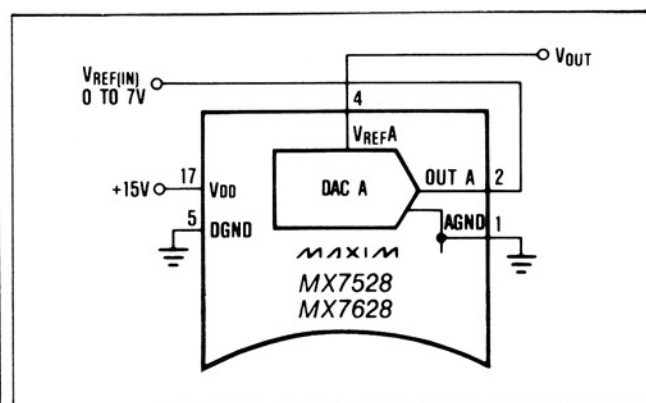 VOUT
VREF(IN)
0 TO 7V
4
VREFA
+15V
17
VDD
DAC A
OUT A
2
5
DGND
AGND
1
MAXIM
MX7528
MX7628